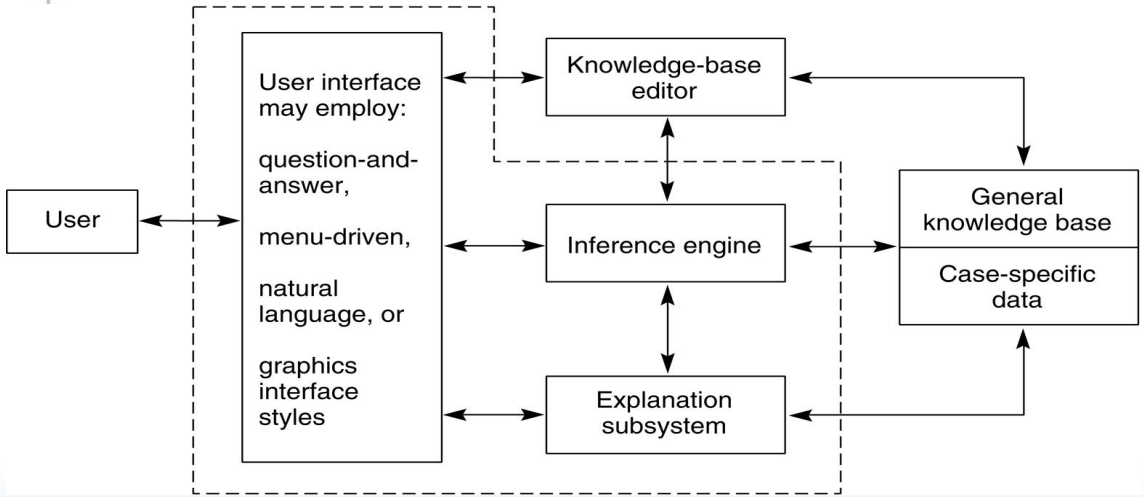 User
User interface
may employ:
question-and-
answer,
menu-driven,
natural
language, or
graphics
interface
styles
Knowledge-base
editor
Inference engine
Explanation
subsystem
General
knowledge base
Case-specific
data